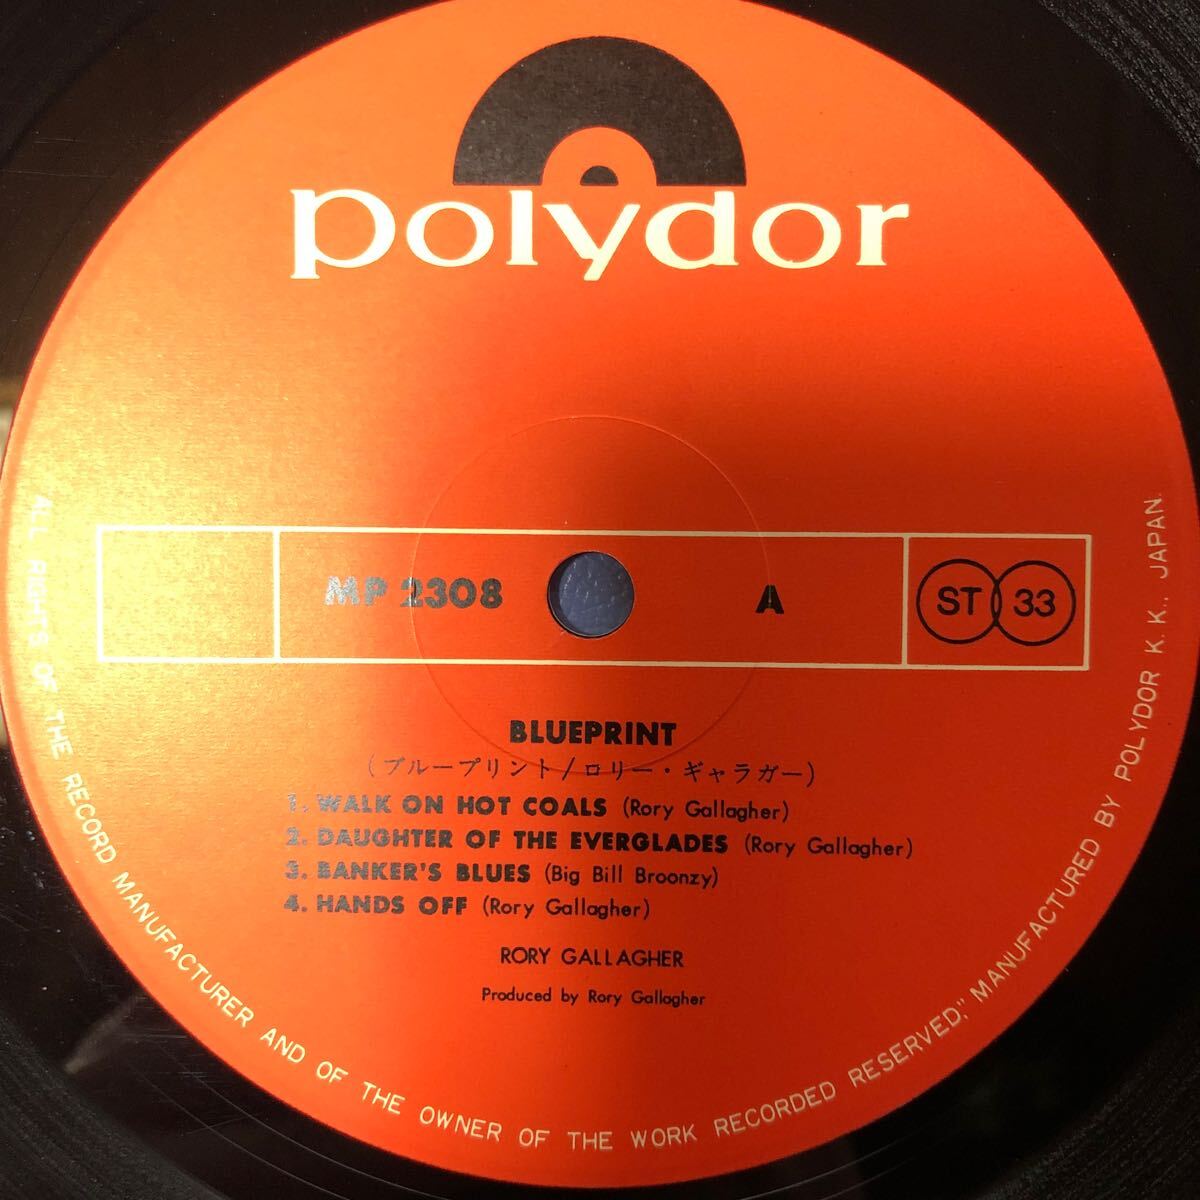 polydor
MP 2308 A ST 33
BLUEPRINT
(ブループリント/ロリー・ギャラガー)
1. WALK ON HOT COALS (Rory Gallagher)
2. DAUGHTER OF THE EVERGLADES (Rory Gallagher)
3. BANKER'S BLUES (Big Bill Broonzy)
4. HANDS OFF (Rory Gallagher)
RORY GALLAGHER
Produced by Rory Gallagher
ALL RIGHTS OF THE RECORD MANUFACTURER AND OF THE OWNER OF THE WORK RECORDED RESERVED," MANUFACTURED BY POLYDOR K.K., JAPAN.